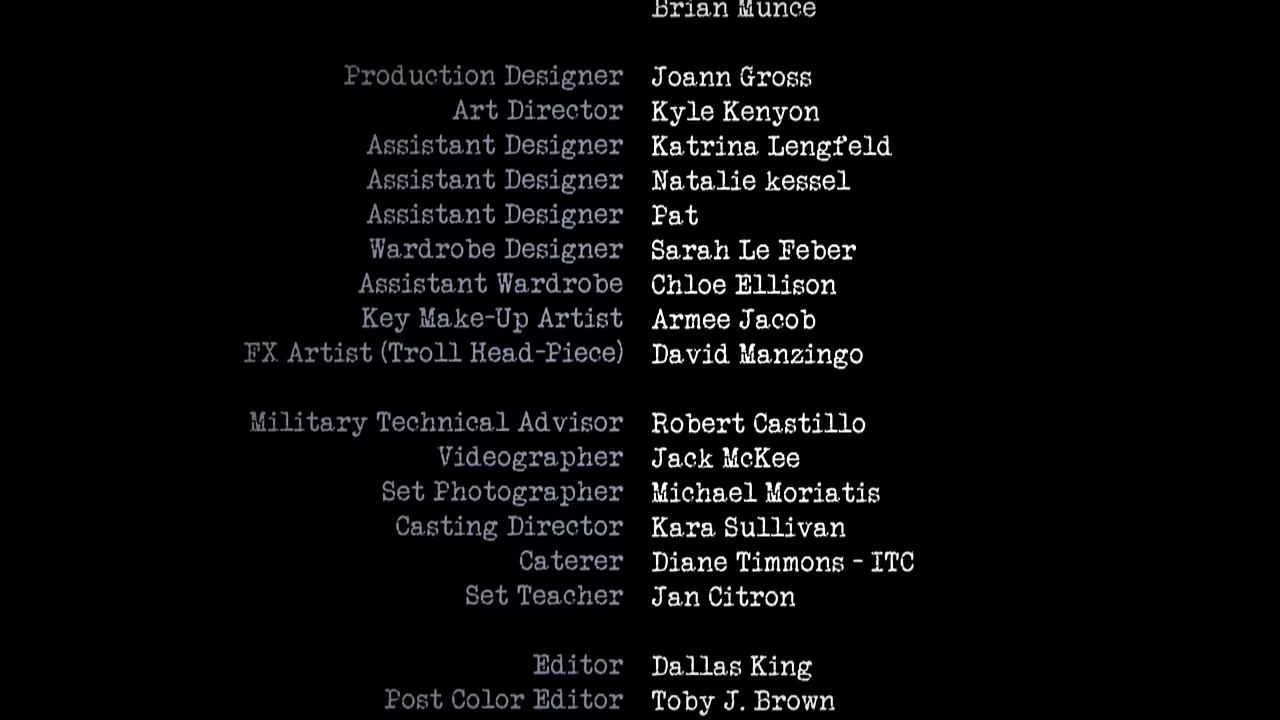 Brian Munce
Production Designer Joann Gross
Art Director Kyle Kenyon
Assistant Designer Katrina Lengfeld
Assistant Designer Natalie kessel
Assistant Designer Pat
Wardrobe Designer Sarah Le Feber
Assistant Wardrobe Chloe Ellison
Key Make-Up Artist Armee Jacob
FX Artist (Troll Head-Piece) David Manzingo
Military Technical Advisor Robert Castillo
Videographer Jack McKee
Set Photographer Michael Moriatis
Casting Director Kara Sullivan
Caterer Diane Timmons - ITC
Set Teacher Jan Citron
Editor Dallas King
Post Color Editor Toby J. Brown